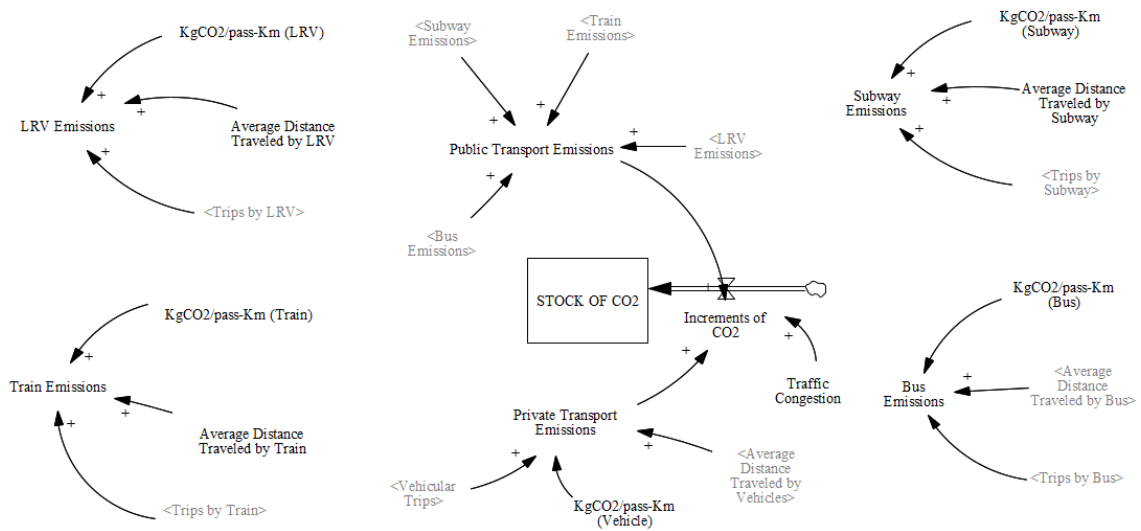 KgCO2/pass-Km (LRV)
LRV Emissions
Average Distance
Traveled by LRV
<Trips by LRV>
<Subway
Emissions>
<Train
Emissions>
Public Transport Emissions
<LRV
Emissions>
<Bus
Emissions>
KgCO2/pass-Km
(Subway)
Subway
Emissions
Average Distance
Traveled by
Subway
<Trips by
Subway>
STOCK OF CO2
Increments of
CO2
Traffic
Congestion
Private Transport
Emissions
<Vehicular
Trips>
KgCO2/pass-Km
(Vehicle)
<Average
Distance
Traveled by
Vehicles>
KgCO2/pass-Km (Train)
Train Emissions
Average Distance
Traveled by Train
<Trips by Train>
KgCO2/pass-Km
(Bus)
Bus
Emissions
<Average
Distance
Traveled by Bus>
<Trips by Bus>